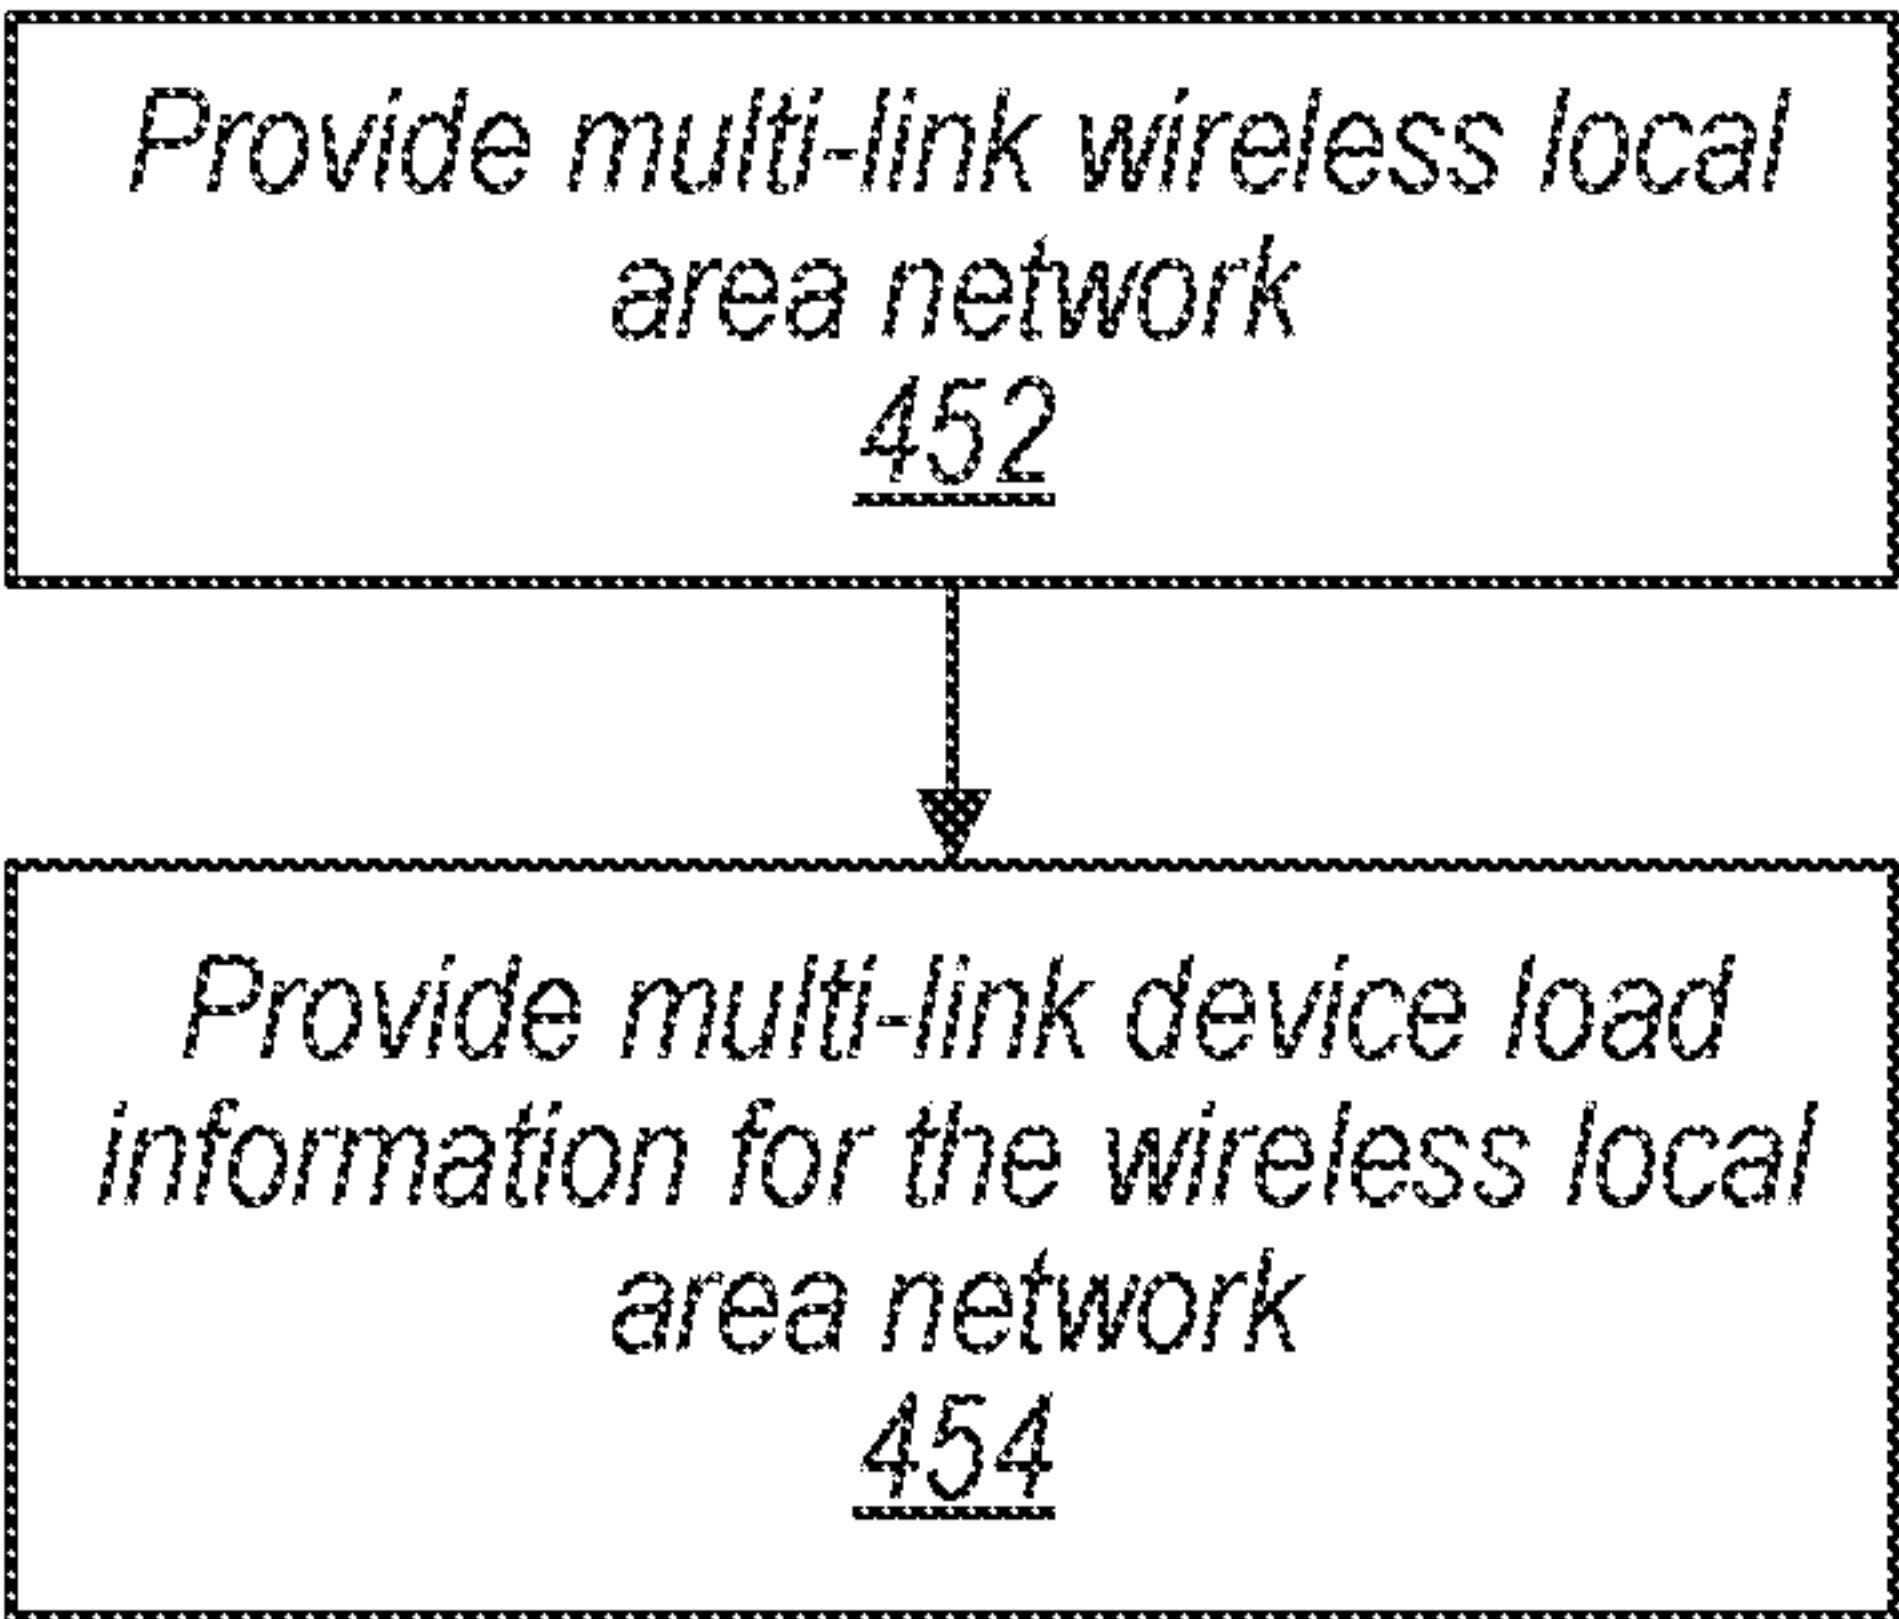 Provide multi-link wireless local
area network
452
Provide multi-link device load
information for the wireless local
area network
454